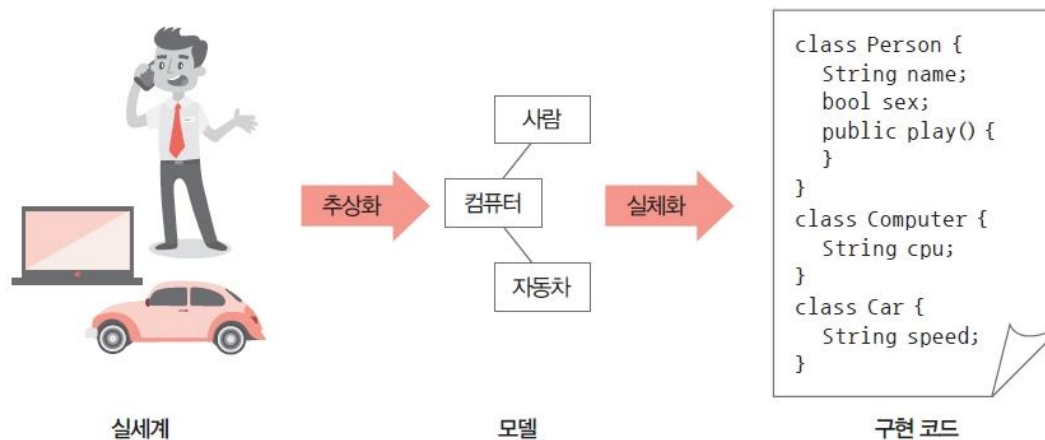 추상화
사람
컴퓨터
자동차
실체화
class Person {
String name;
bool sex;
public play() {
}
}
class Computer {
String cpu;
}
class Car {
String speed;
}
실세계
모델
구현 코드